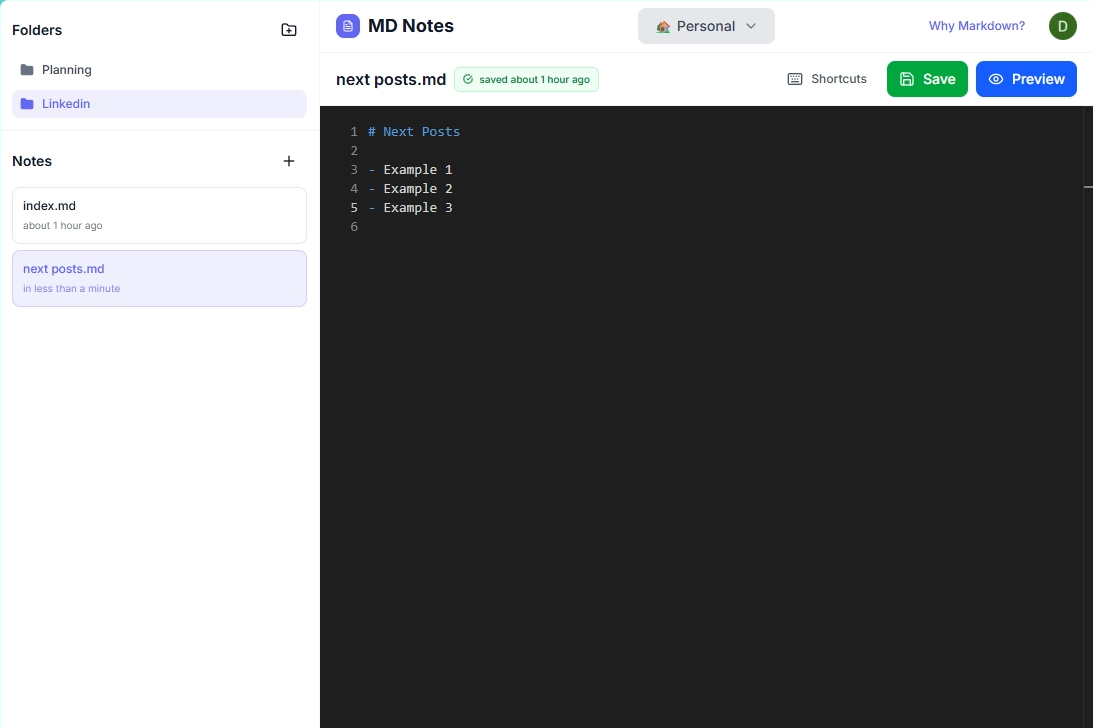 Folders
Planning
Linkedin
Notes
index.md
about 1 hour ago
next posts.md
in less than a minute
MD Notes
Personal
Why Markdown?
D
next posts.md
saved about 1 hour ago
Shortcuts
Save
Preview
1 # Next Posts
2
3 - Example 1
4 - Example 2
5 - Example 3
6